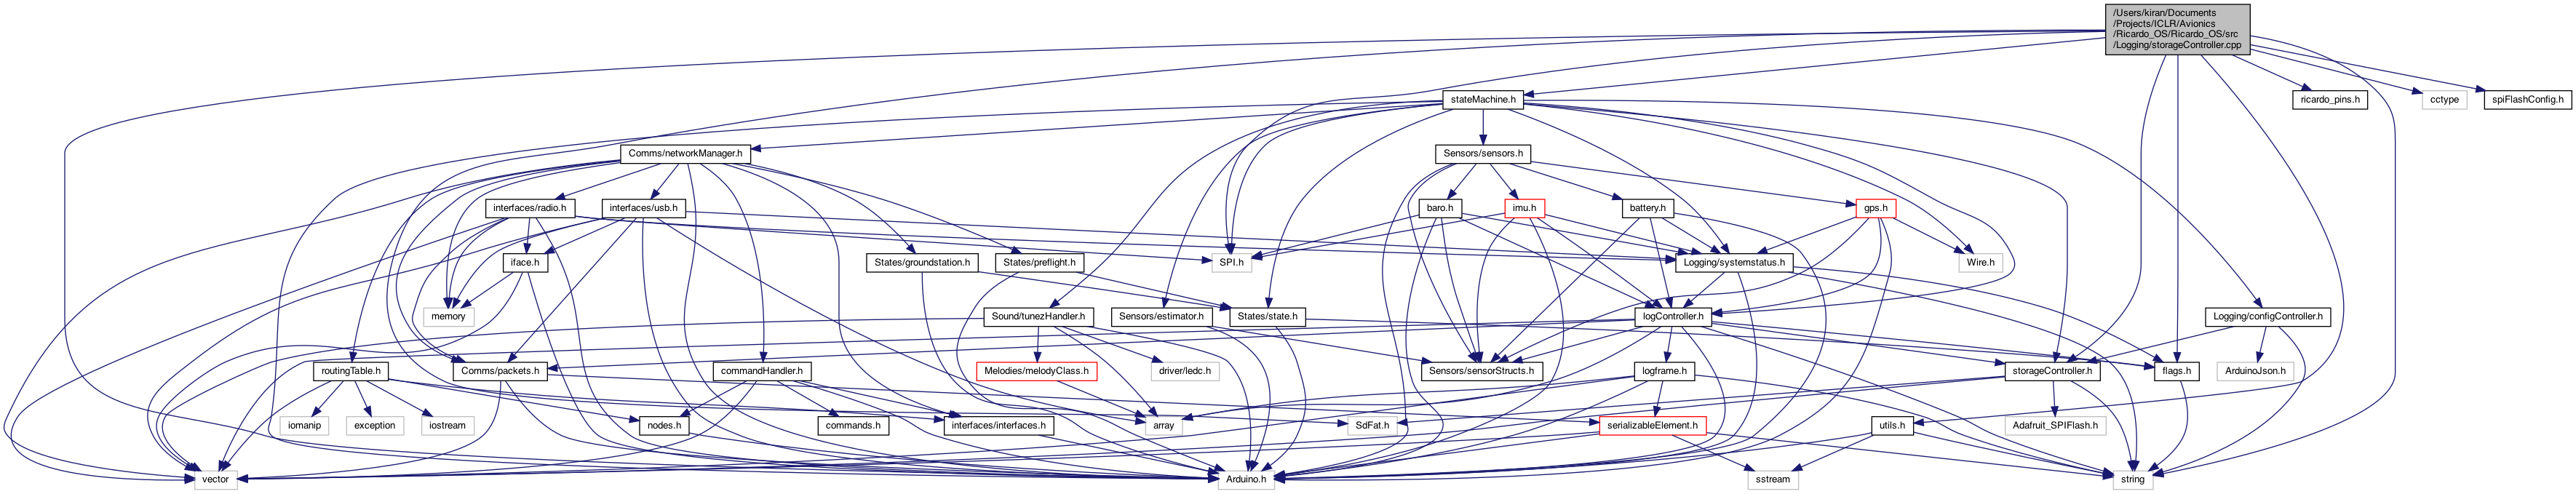 /Users/kiran/Documents
/Projects/ICLR/Avionics
/Ricardo_OS/Ricardo_OS/src
/Logging/storageController.cpp
stateMachine.h
ricardo_pins.h
cctype
spiFlashConfig.h
Comms/networkManager.h
Sensors/sensors.h
interfaces/radio.h
interfaces/usb.h
baro.h
imu.h
battery.h
gps.h
iface.h
States/groundstation.h
States/preflight.h
SPI.h
Logging/systemstatus.h
Wire.h
memory
Sound/tunezHandler.h
Sensors/estimator.h
States/state.h
logController.h
Logging/configController.h
routingTable.h
Comms/packets.h
commandHandler.h
Melodies/melodyClass.h
driver/ledc.h
Sensors/sensorStructs.h
logframe.h
storageController.h
flags.h
ArduinoJson.h
iomanip
exception
iostream
nodes.h
commands.h
interfaces/interfaces.h
array
SdFat.h
serializableElement.h
utils.h
Adafruit_SPIFlash.h
vector
Arduino.h
sstream
string